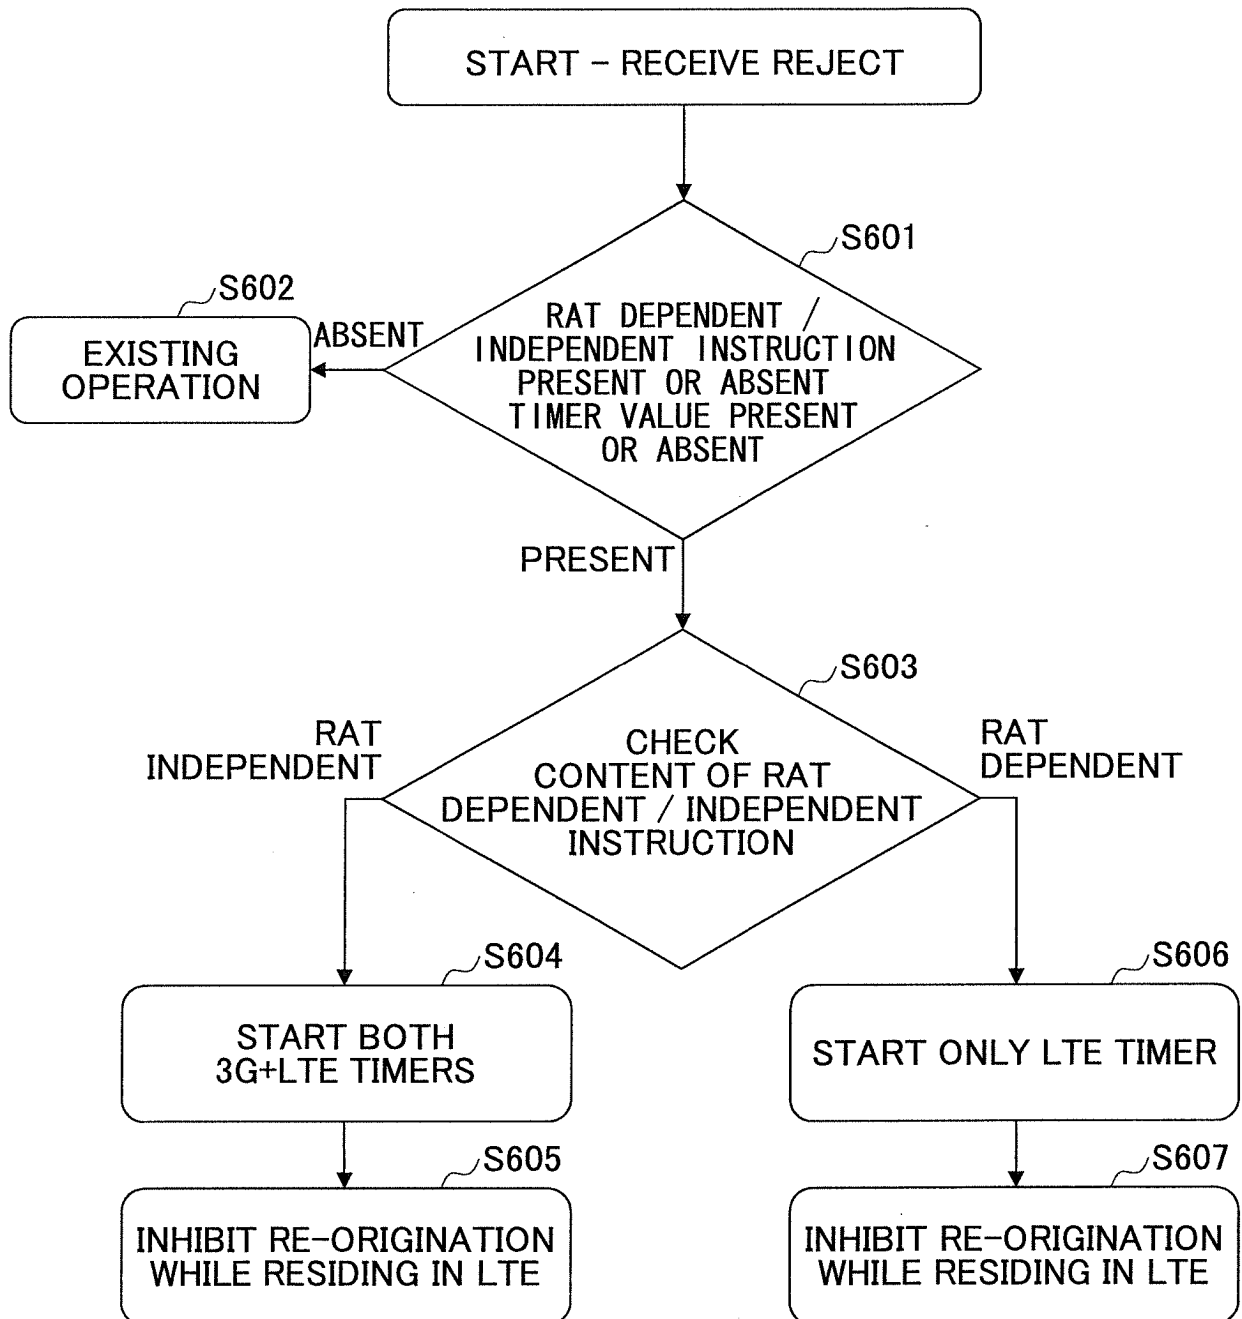 START – RECEIVE REJECT
S601
RAT DEPENDENT /
INDEPENDENT INSTRUCTION
PRESENT OR ABSENT
TIMER VALUE PRESENT
OR ABSENT
S602
ABSENT
EXISTING
OPERATION
PRESENT
S603
CHECK
CONTENT OF RAT
DEPENDENT / INDEPENDENT
INSTRUCTION
RAT
INDEPENDENT
RAT
DEPENDENT
S604
START BOTH
3G+LTE TIMERS
S606
START ONLY LTE TIMER
S605
INHIBIT RE-ORIGINATION
WHILE RESIDING IN LTE
S607
INHIBIT RE-ORIGINATION
WHILE RESIDING IN LTE